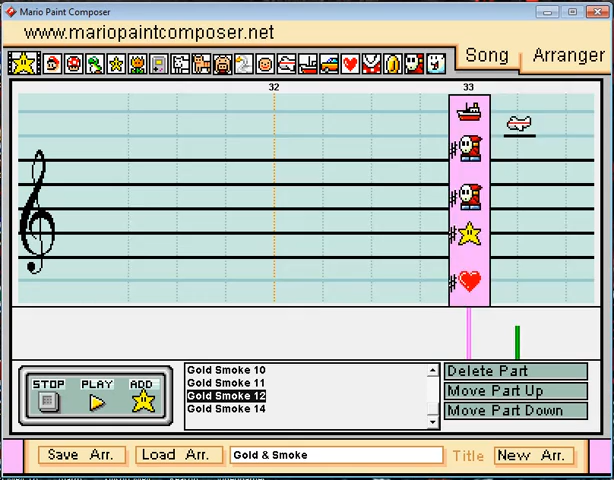 Mario Paint Composer
www.mariopaintcomposer.net
Song
Arranger
32
33
STOP
PLAY
ADD
Gold Smoke 10
Gold Smoke 11
Gold Smoke 12
Gold Smoke 14
Delete Part
Move Part Up
Move Part Down
Save Arr.
Load Arr.
Gold & Smoke
Title
New Arr.